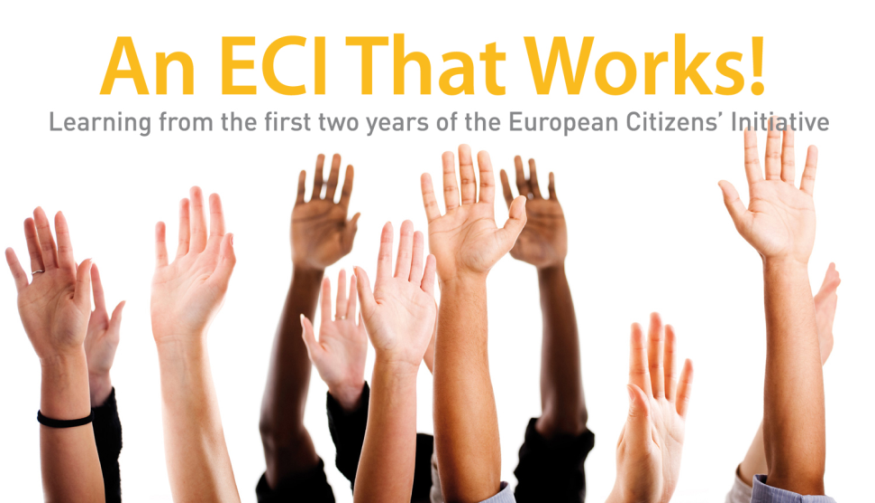 An ECI That Works!
Learning from the first two years of the European Citizens’ Initiative